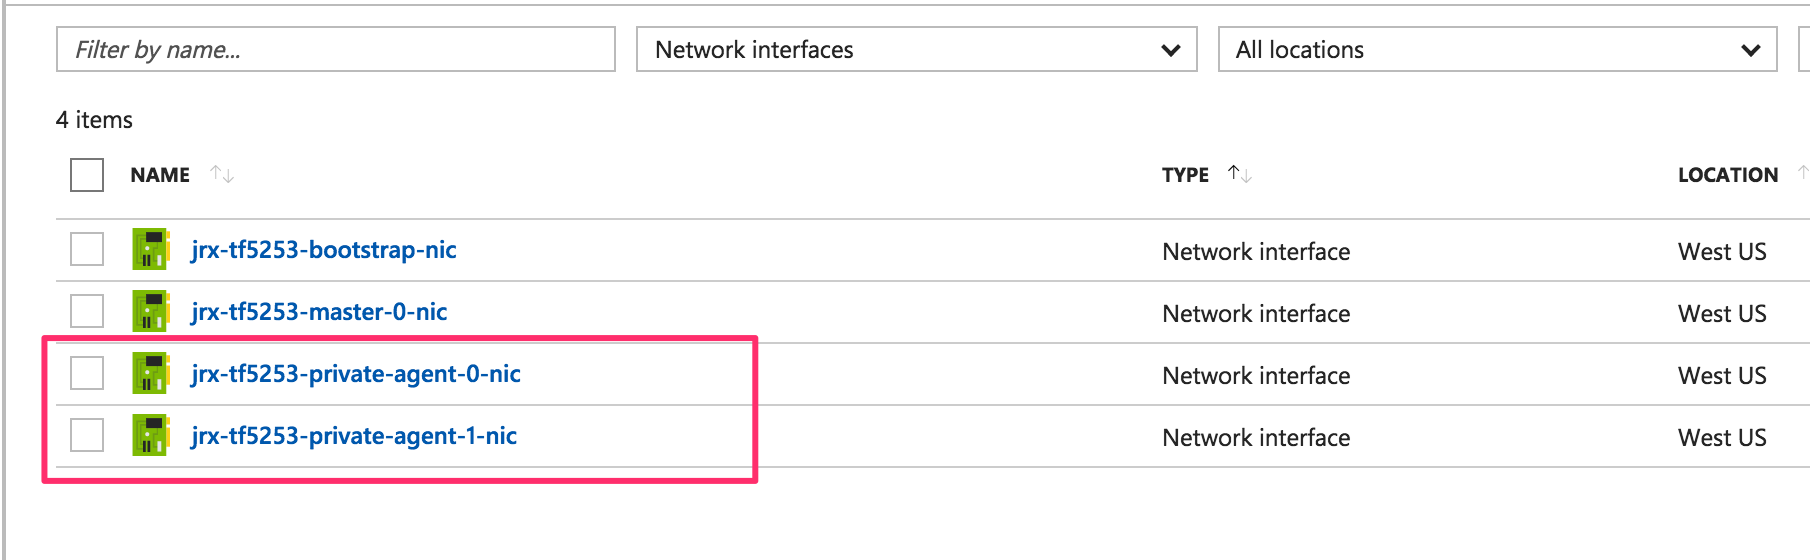 Filter by name... Network interfaces All locations
4 items
NAME TYPE LOCATION
jrx-tf5253-bootstrap-nic Network interface West US
jrx-tf5253-master-0-nic Network interface West US
jrx-tf5253-private-agent-0-nic Network interface West US
jrx-tf5253-private-agent-1-nic Network interface West US